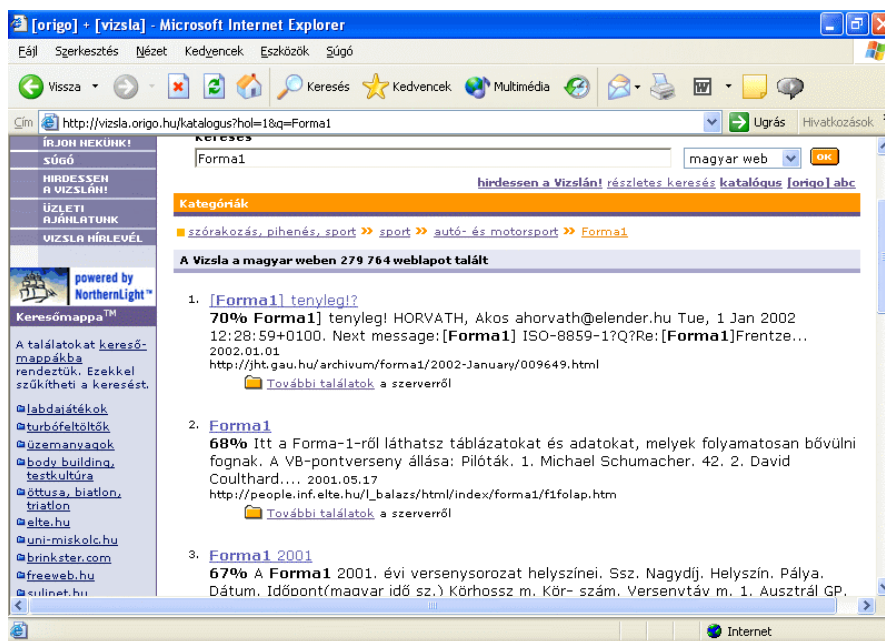 [origo] + [vizsla] - Microsoft Internet Explorer
Fájl Szerkesztés Nézet Kedvencek Eszközök Súgó
Vissza Keresés Kedvencek Multimédia
Cím http://vizsla.origo.hu/katalogus?hol=1&q=Forma1 Ugrás Hivatkozások
ÍRJON NEKÜNK!
SÚGÓ
HIRDESSEN
A VIZSLÁN!
ÜZLETI
AJÁNLATUNK
VIZSLA HÍRLEVÉL
powered by
NorthernLight™
Keresőmappa™
A találatokat kereső-
mappákba
rendeztük. Ezekkel
szűkítheti a keresést.
labdajátékok
turbófeltöltők
üzemanyagok
body building,
testkultúra
öttusa, biatlon,
triatlon
elte.hu
uni-miskolc.hu
brinkster.com
freeweb.hu
sulinet.hu
Keresés
Forma1 magyar web OK
hirdessen a Vizslán! részletes keresés katalógus [origo] abc
Kategóriák
szórakozás, pihenés, sport >> sport >> autó- és motorsport >> Forma1
A Vizsla a magyar weben 279 764 weblapot talált
1. [Forma1] tenyleg!?
70% Forma1] tenyleg! HORVATH, Akos ahorvath@elender.hu Tue, 1 Jan 2002
12:28:59+0100. Next message:[Forma1] ISO-8859-1?Q?Re:[Forma1]Frentze...
2002.01.01
http://jht.gau.hu/archivum/forma1/2002-January/009649.html
További találatok a szerverről
2. Forma1
68% Itt a Forma-1-ről láthatsz táblázatokat és adatokat, melyek folyamatosan bővülni
fognak. A VB-pontverseny állása: Pilóták. 1. Michael Schumacher. 42. 2. David
Coulthard.... 2001.05.17
http://people.inf.elte.hu/l_balazs/html/index/forma1/f1folap.htm
További találatok a szerverről
3. Forma1 2001
67% A Forma1 2001. évi versenysorozat helyszínei. Ssz. Nagydíj. Helyszín. Pálya.
Dátum. Időpont(magyar idő sz.) Körhossz m. Kör- szám. Versenytáv m. 1. Ausztrál GP.
Internet